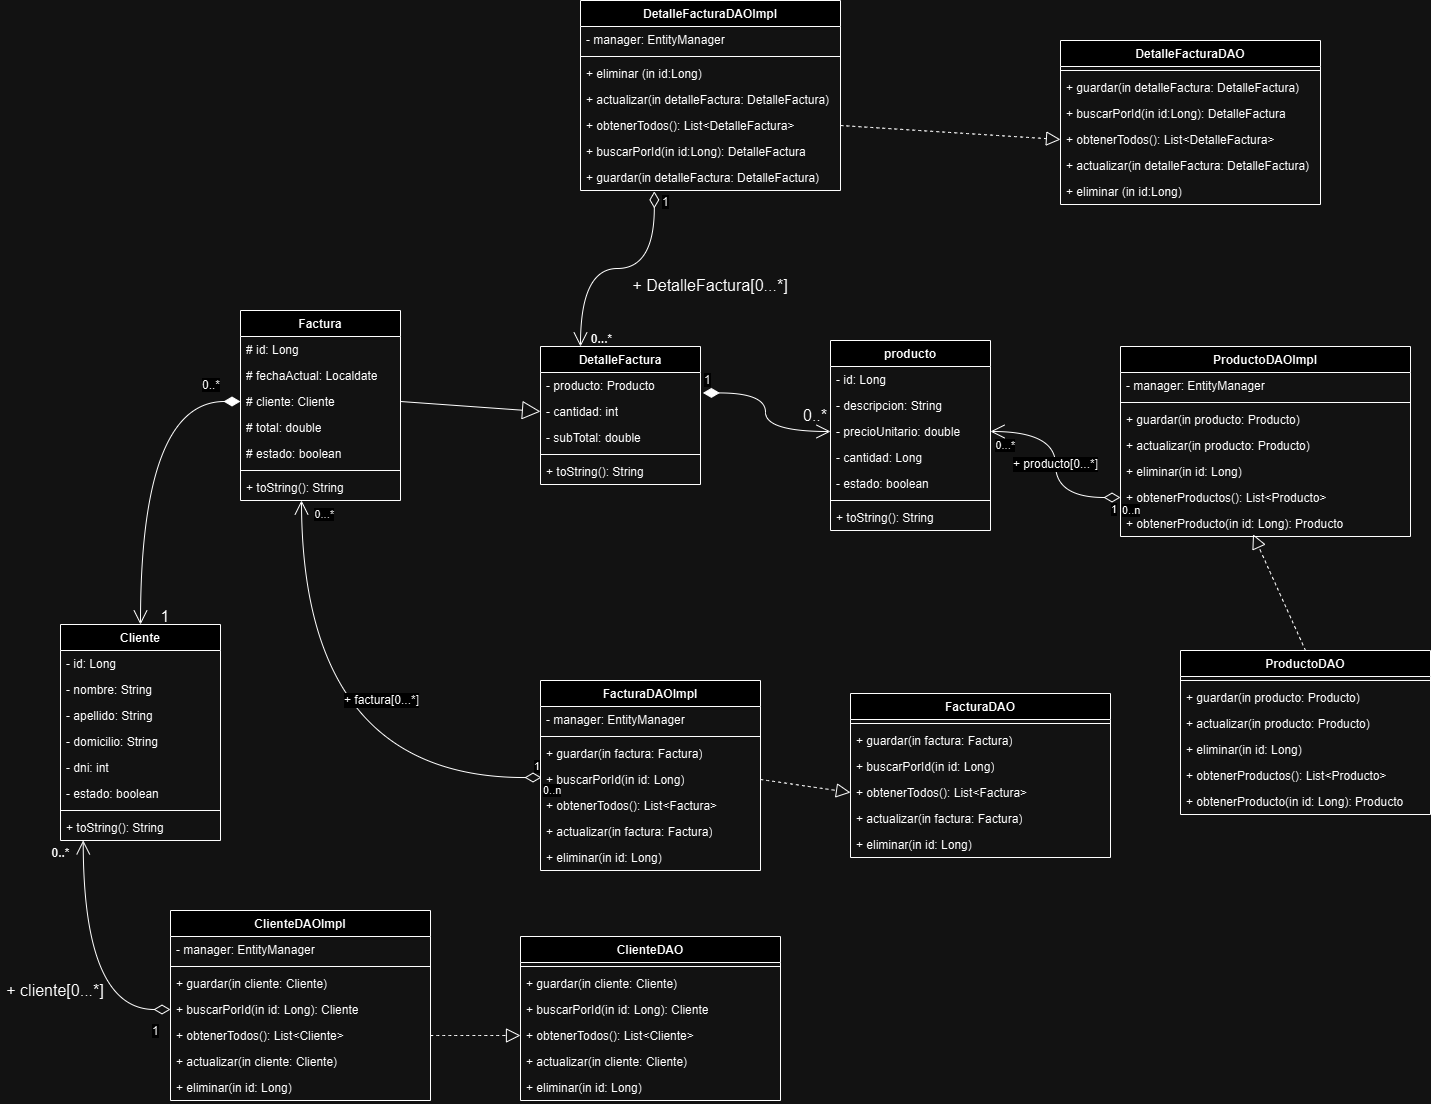 DetalleFacturaDAOImpl
- manager: EntityManager
+ eliminar (in id:Long)
+ actualizar(in detalleFactura: DetalleFactura)
+ obtenerTodos(): List<DetalleFactura>
+ buscarPorId(in id:Long): DetalleFactura
+ guardar(in detalleFactura: DetalleFactura)
1
DetalleFacturaDAO
+ guardar(in detalleFactura: DetalleFactura)
+ buscarPorId(in id:Long): DetalleFactura
+ obtenerTodos(): List<DetalleFactura>
+ actualizar(in detalleFactura: DetalleFactura)
+ eliminar (in id:Long)
+ DetalleFactura[0...*]
0...*
Factura
# id: Long
# fechaActual: Localdate
# cliente: Cliente
# total: double
# estado: boolean
+ toString(): String
0..*
0...*
DetalleFactura
- producto: Producto
- cantidad: int
- subTotal: double
+ toString(): String
1
0..*
producto
- id: Long
- descripcion: String
- precioUnitario: double
- cantidad: Long
- estado: boolean
+ toString(): String
0...*
+ producto[0...*]
1
0..n
ProductoDAOImpl
- manager: EntityManager
+ guardar(in producto: Producto)
+ actualizar(in producto: Producto)
+ eliminar(in id: Long)
+ obtenerProductos(): List<Producto>
+ obtenerProducto(in id: Long): Producto
1
Cliente
- id: Long
- nombre: String
- apellido: String
- domicilio: String
- dni: int
- estado: boolean
+ toString(): String
0..*
+ factura[0...*]
1
0..n
FacturaDAOImpl
- manager: EntityManager
+ guardar(in factura: Factura)
+ buscarPorId(in id: Long)
+ obtenerTodos(): List<Factura>
+ actualizar(in factura: Factura)
+ eliminar(in id: Long)
FacturaDAO
+ guardar(in factura: Factura)
+ buscarPorId(in id: Long)
+ obtenerTodos(): List<Factura>
+ actualizar(in factura: Factura)
+ eliminar(in id: Long)
ProductoDAO
+ guardar(in producto: Producto)
+ actualizar(in producto: Producto)
+ eliminar(in id: Long)
+ obtenerProductos(): List<Producto>
+ obtenerProducto(in id: Long): Producto
+ cliente[0...*]
1
ClienteDAOImpl
- manager: EntityManager
+ guardar(in cliente: Cliente)
+ buscarPorId(in id: Long): Cliente
+ obtenerTodos(): List<Cliente>
+ actualizar(in cliente: Cliente)
+ eliminar(in id: Long)
ClienteDAO
+ guardar(in cliente: Cliente)
+ buscarPorId(in id: Long): Cliente
+ obtenerTodos(): List<Cliente>
+ actualizar(in cliente: Cliente)
+ eliminar(in id: Long)